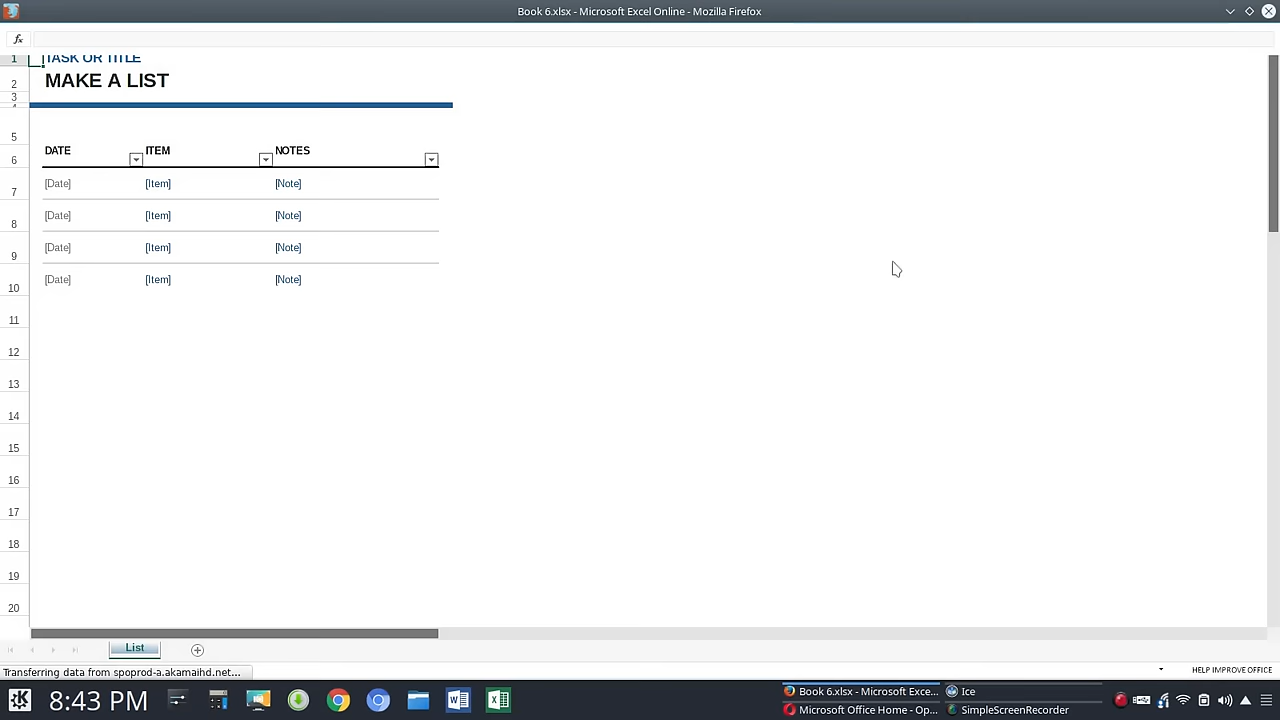 Book 6.xlsx - Microsoft Excel Online - Mozilla Firefox
fx
1 TASK OR TITLE
2 MAKE A LIST
3
4
5
6 DATE ITEM NOTES
7 [Date] [Item] [Note]
8 [Date] [Item] [Note]
9 [Date] [Item] [Note]
10 [Date] [Item] [Note]
11
12
13
14
15
16
17
18
19
20
List
Transferring data from spoprod-a.akamaihd.net...
HELP IMPROVE OFFICE
8:43 PM
Book 6.xlsx - Microsoft Exce...
Ice
Microsoft Office Home - Op...
SimpleScreenRecorder